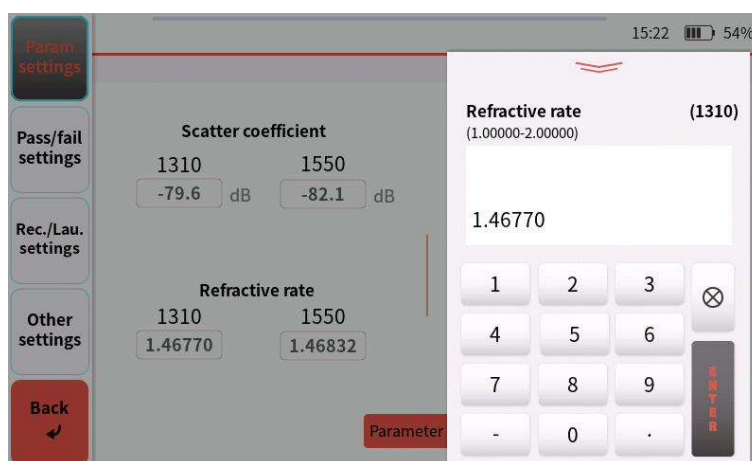 15:22 54%
Param
settings
Pass/fail
settings
Rec./Lau.
settings
Other
settings
Back
Scatter coefficient
1310 1550
-79.6 dB -82.1 dB
Refractive rate
1310 1550
1.46770 1.46832
Parameter
Refractive rate (1310)
(1.00000-2.00000)
1.46770
1 2 3
4 5 6
7 8 9
- 0 .
ENTER